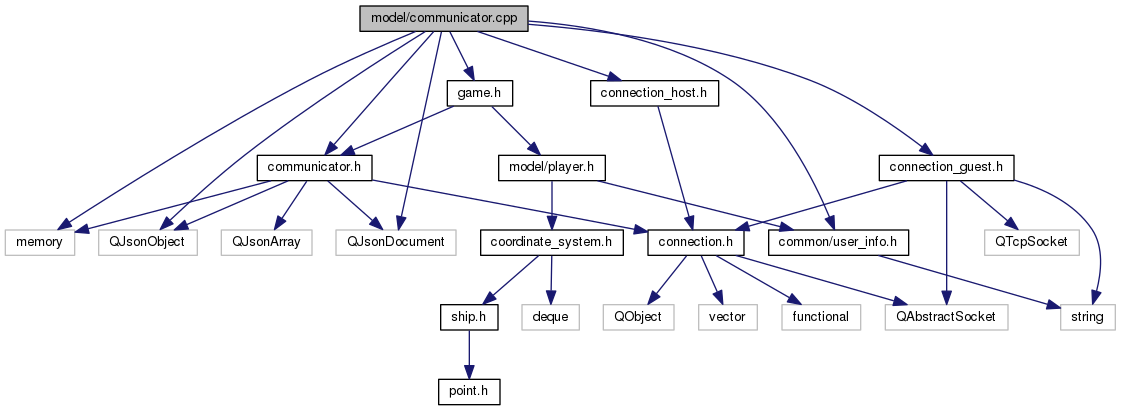 model/communicator.cpp
game.h
connection_host.h
communicator.h
model/player.h
connection_guest.h
memory
QJsonObject
QJsonArray
QJsonDocument
coordinate_system.h
connection.h
common/user_info.h
QTcpSocket
ship.h
deque
QObject
vector
functional
QAbstractSocket
string
point.h